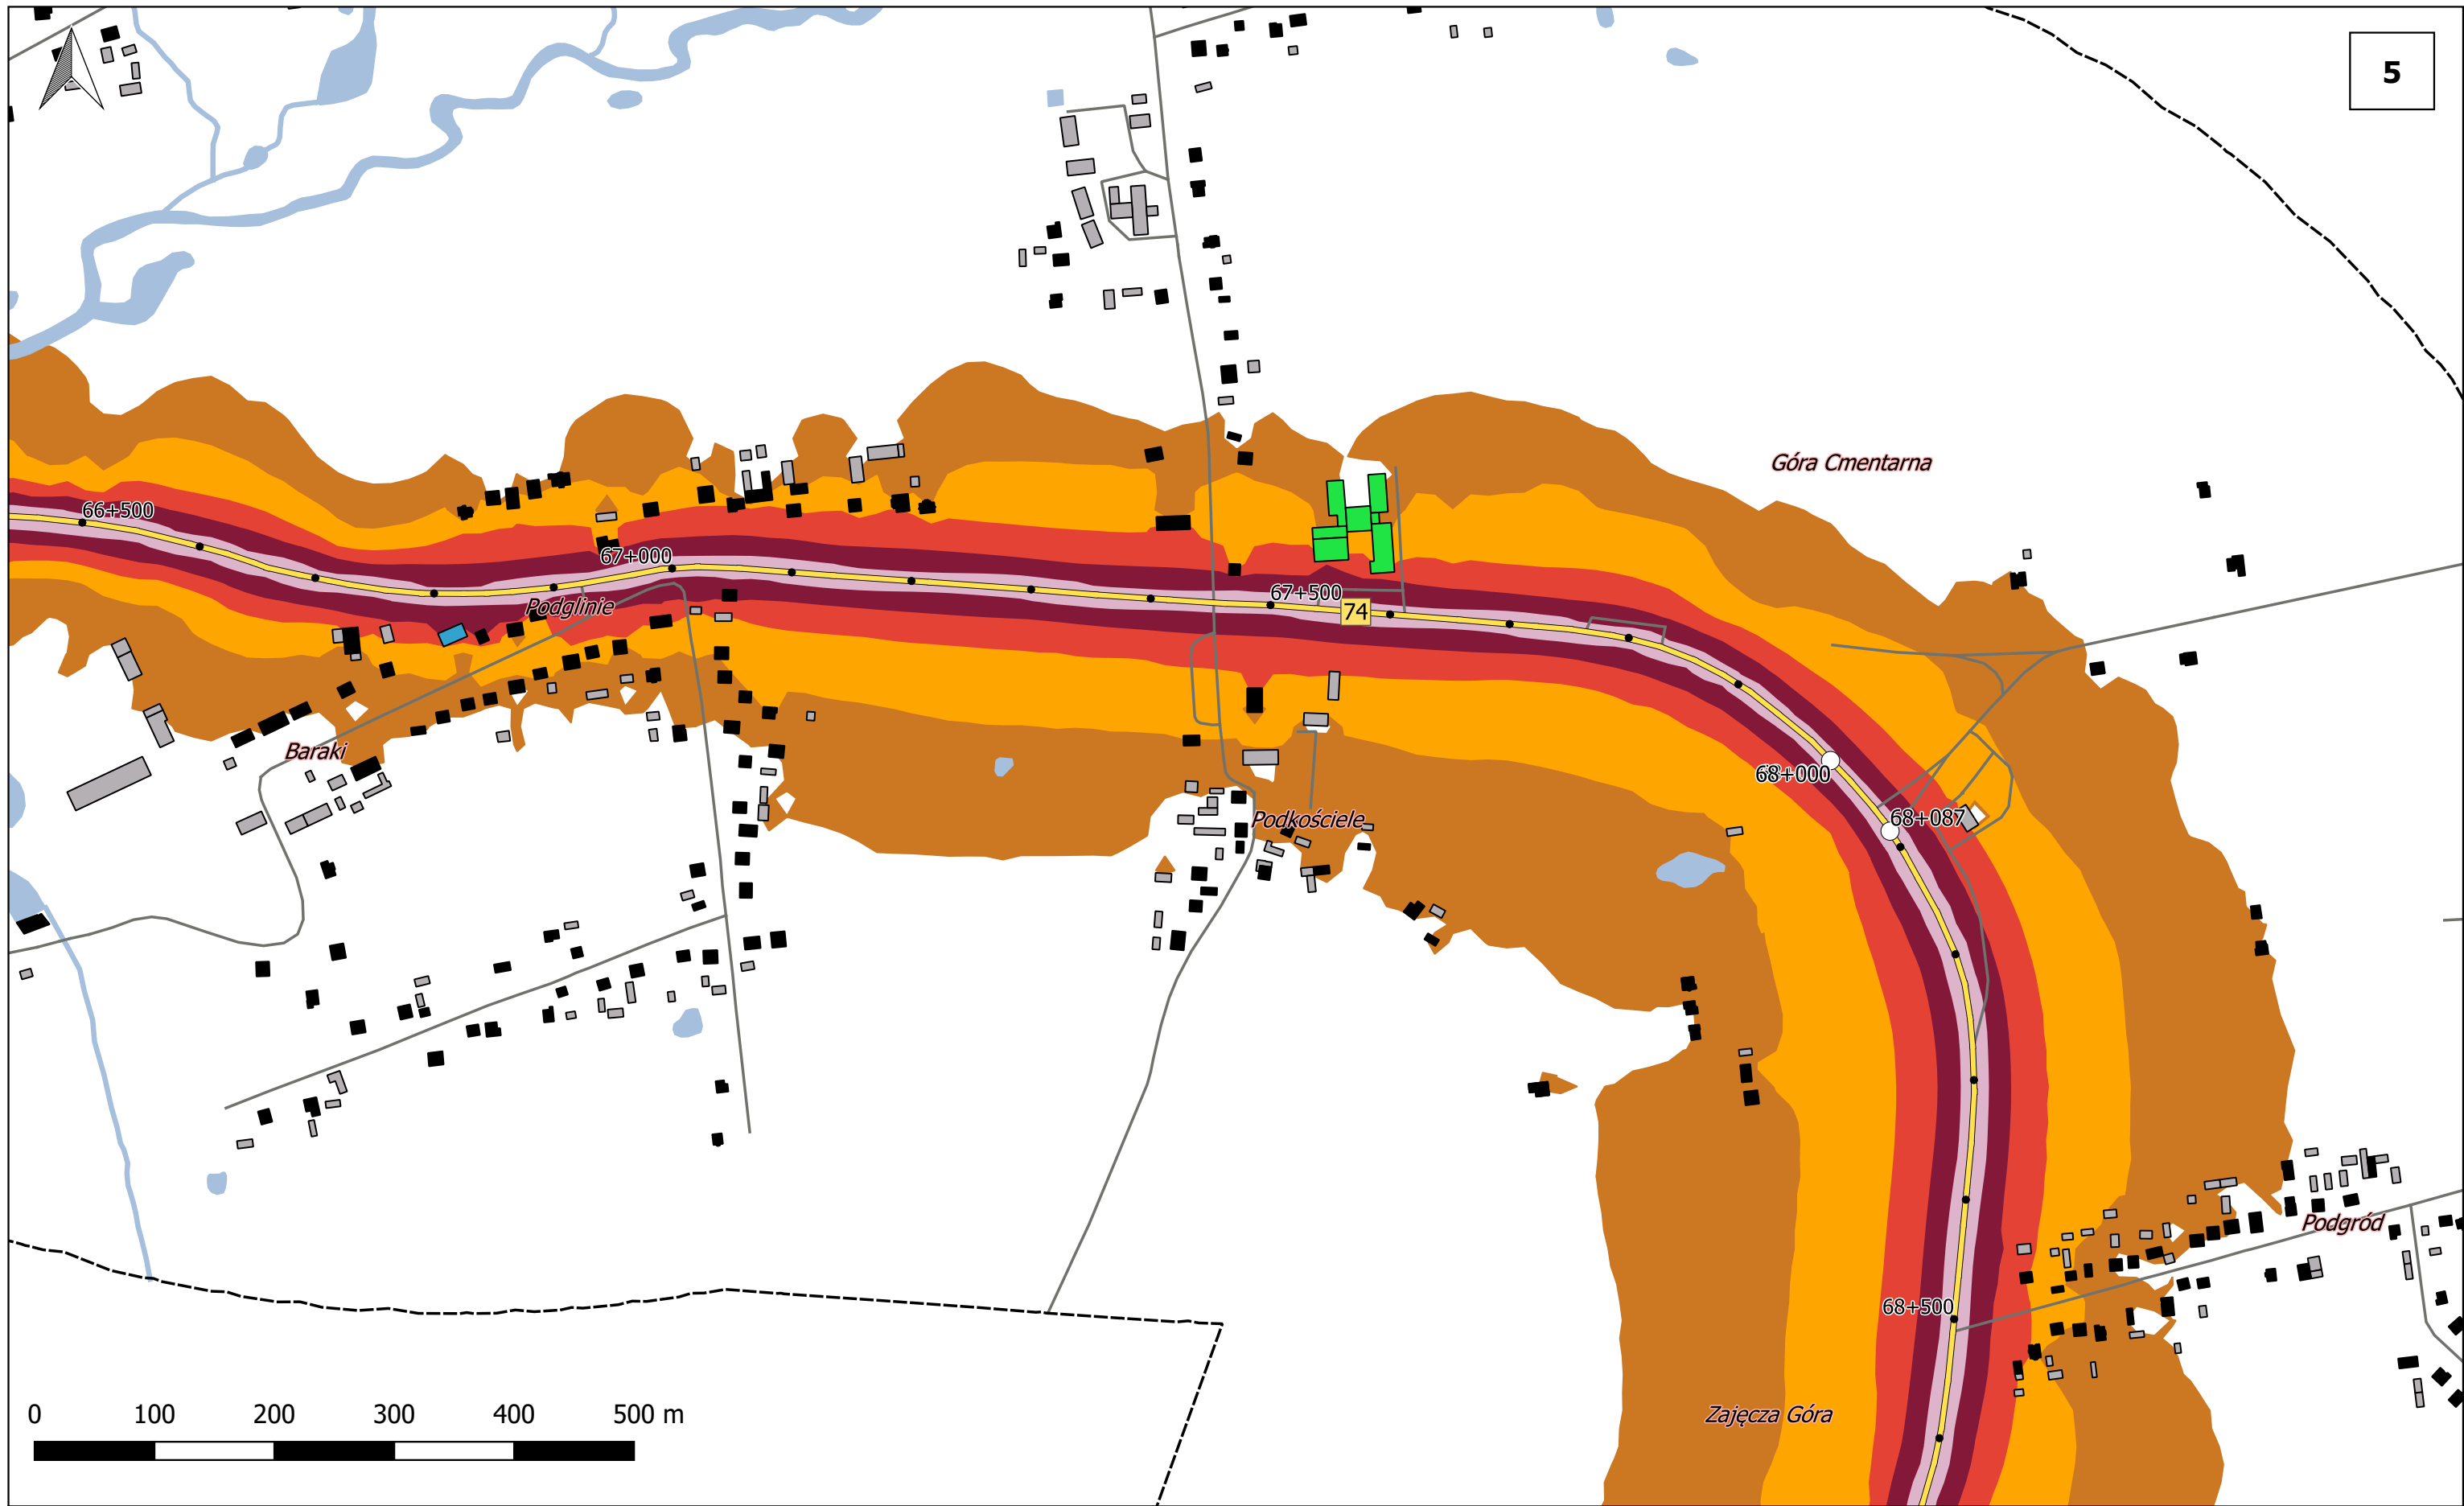 5
Góra Cmentarna
66+500
67+000
67+500
Podglinie
74
Baraki
68+000
68+087
Podkościele
Podgród
68+500
Zajęcza Góra
0 100 200 300 400 500 m